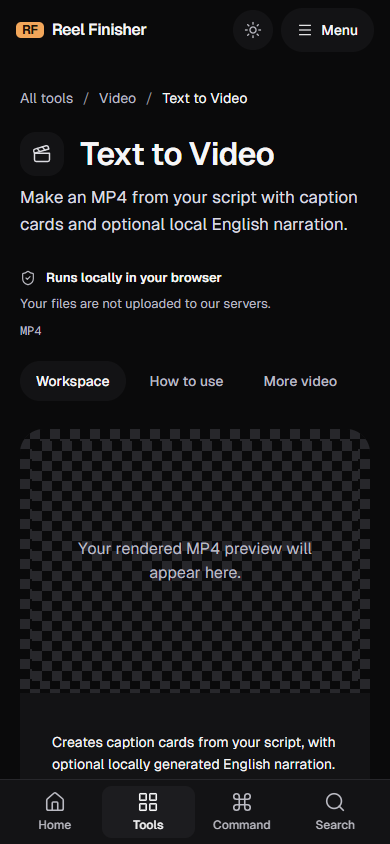 RF Reel Finisher
Menu
All tools / Video / Text to Video
Text to Video
Make an MP4 from your script with caption
cards and optional local English narration.
Runs locally in your browser
Your files are not uploaded to our servers.
MP4
Workspace How to use More video
Your rendered MP4 preview will
appear here.
Creates caption cards from your script, with
optional locally generated English narration.
Home Tools Command Search